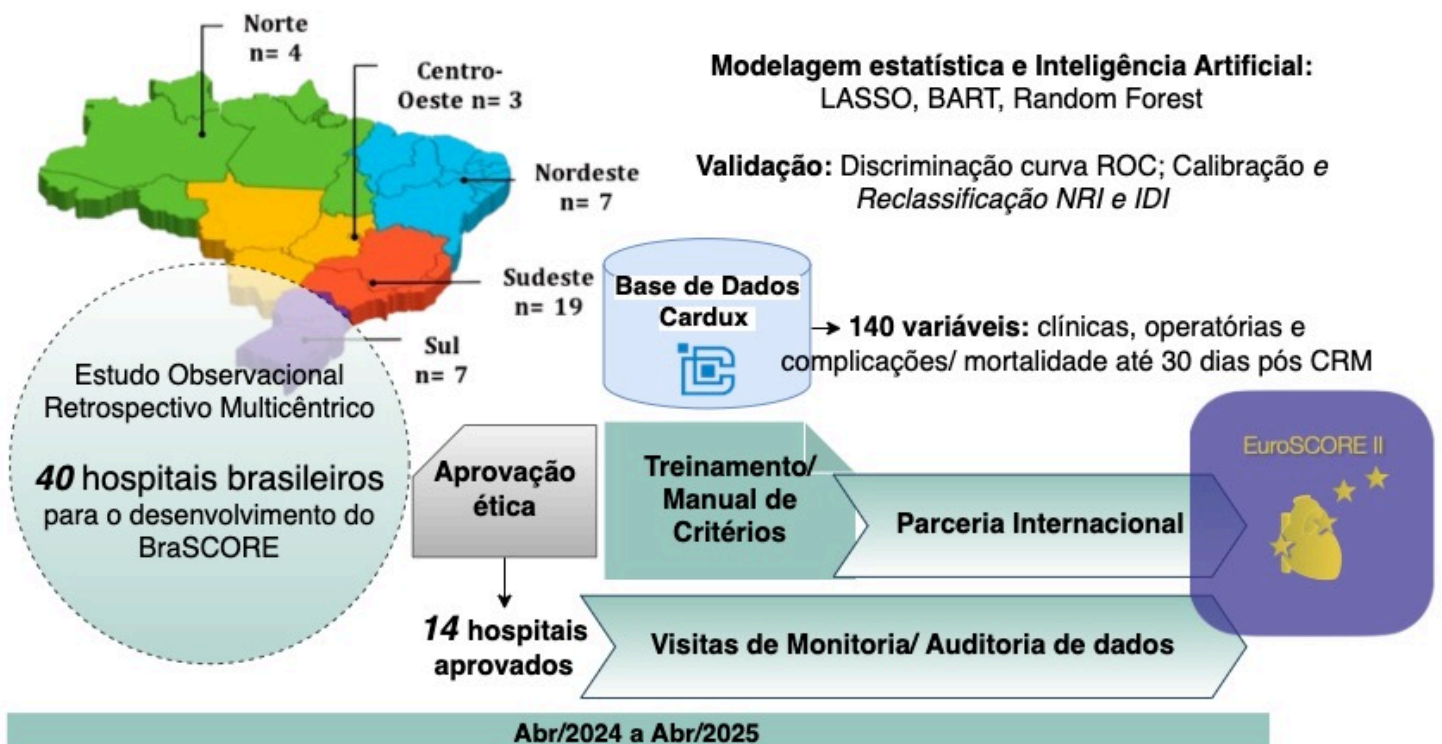 Norte
n= 4
Centro-
Oeste n= 3
Nordeste
n= 7
Sudeste
n= 19
Sul
n= 7
Modelagem estatística e Inteligência Artificial:
LASSO, BART, Random Forest
Validação: Discriminação curva ROC; Calibração e
Reclassificação NRI e IDI
Base de Dados
Cardux
140 variáveis: clínicas, operatórias e
complicações/ mortalidade até 30 dias pós CRM
Estudo Observacional
Retrospectivo Multicêntrico
40 hospitais brasileiros
para o desenvolvimento do
BraSCORE
Aprovação
ética
14 hospitais
aprovados
Treinamento/
Manual de
Critérios
Parceria Internacional
EuroSCORE II
Visitas de Monitoria/ Auditoria de dados
Abr/2024 a Abr/2025